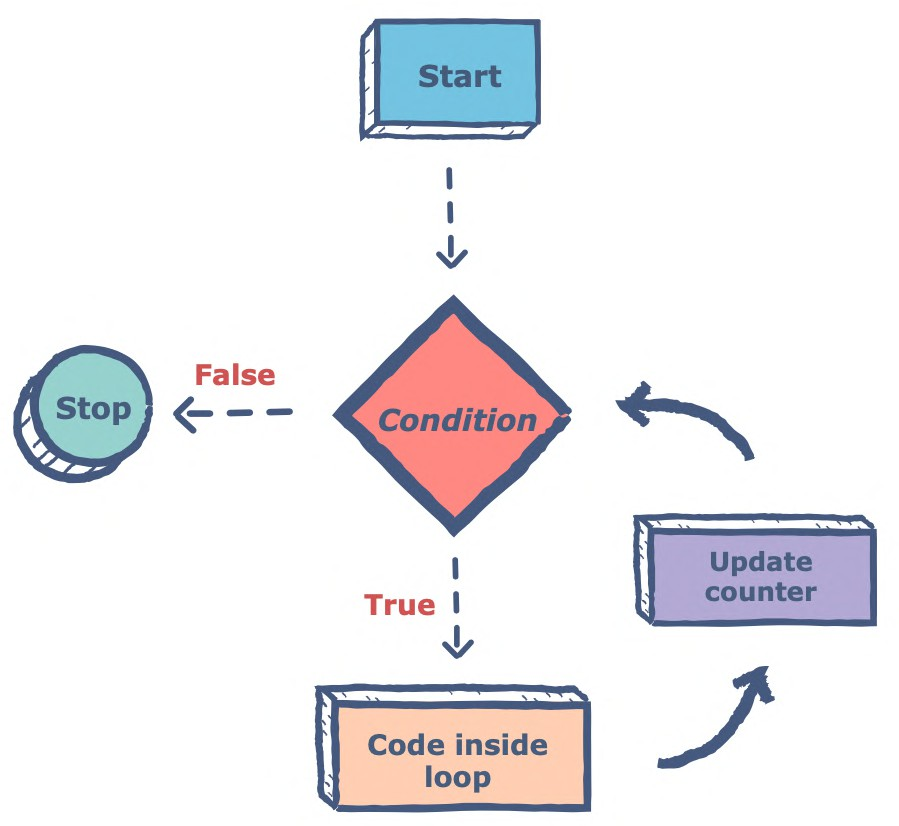 Start
False
Stop
Condition
True
Update
counter
Code inside
loop